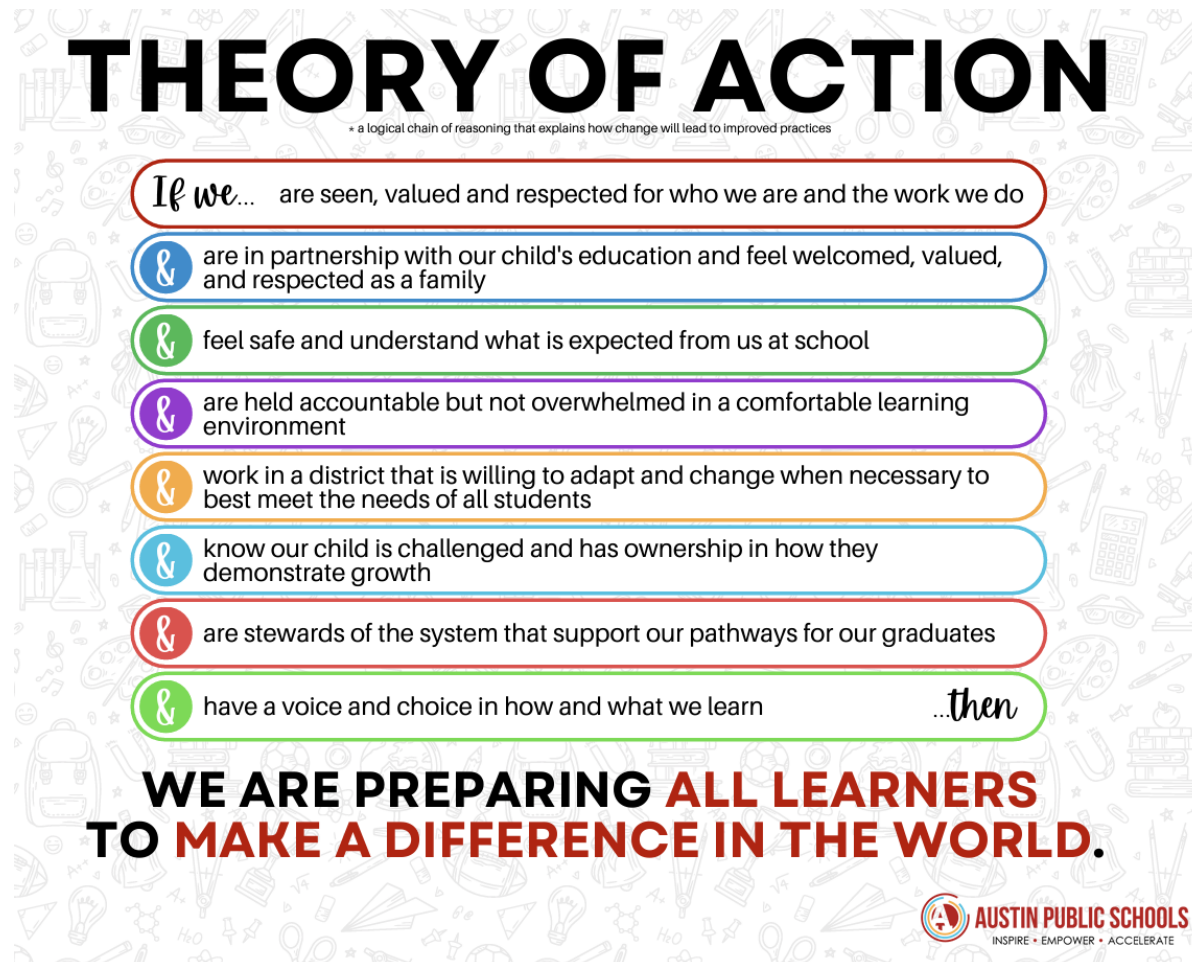 THEORY OF ACTION
* a logical chain of reasoning that explains how change will lead to improved practices
If we... are seen, valued and respected for who we are and the work we do
& are in partnership with our child's education and feel welcomed, valued,
and respected as a family
& feel safe and understand what is expected from us at school
& are held accountable but not overwhelmed in a comfortable learning
environment
& work in a district that is willing to adapt and change when necessary to
best meet the needs of all students
& know our child is challenged and has ownership in how they
demonstrate growth
& are stewards of the system that support our pathways for our graduates
& have a voice and choice in how and what we learn ...then
WE ARE PREPARING ALL LEARNERS
TO MAKE A DIFFERENCE IN THE WORLD.
AUSTIN PUBLIC SCHOOLS
INSPIRE • EMPOWER • ACCELERATE